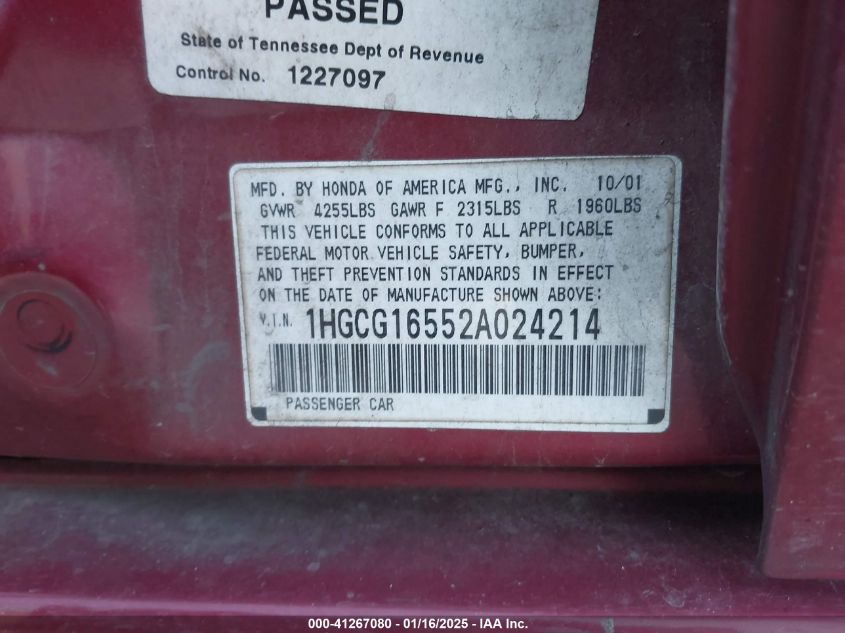 PASSED
State of Tennessee Dept of Revenue
Control No. 1227097
MFD. BY HONDA OF AMERICA MFG., INC. 10/01
GVWR 4255LBS GAWR F 2315LBS R 1960LBS
THIS VEHICLE CONFORMS TO ALL APPLICABLE
FEDERAL MOTOR VEHICLE SAFETY, BUMPER,
AND THEFT PREVENTION STANDARDS IN EFFECT
ON THE DATE OF MANUFACTURE SHOWN ABOVE:
V.I.N. 1HGCG16552A024214
PASSENGER CAR
000-41267080 - 01/16/2025 - IAA Inc.